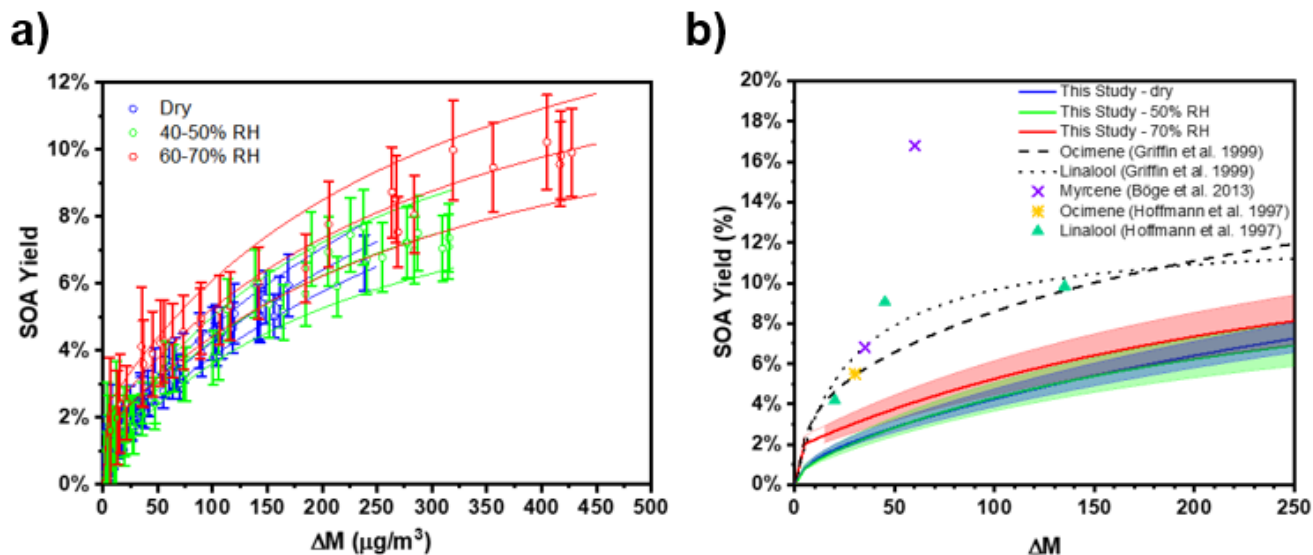 a)
12%
10%
8%
6%
4%
2%
0%
SOA Yield
Dry
40-50% RH
60-70% RH
0 50 100 150 200 250 300 350 400 450 500
ΔM (μg/m³)
b)
20%
18%
16%
14%
12%
10%
8%
6%
4%
2%
0%
SOA Yield (%)
This Study - dry
This Study - 50% RH
This Study - 70% RH
Ocimene (Griffin et al. 1999)
Linalool (Griffin et al. 1999)
Myrcene (Böge et al. 2013)
Ocimene (Hoffmann et al. 1997)
Linalool (Hoffmann et al. 1997)
0 50 100 150 200 250
ΔM